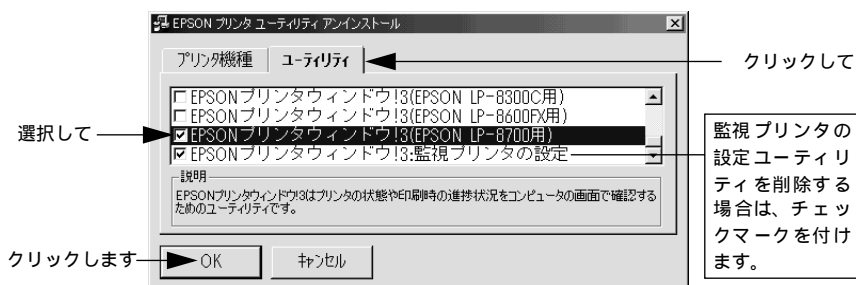 EPSON プリンタ ユーティリティ アンインストール
プリンタ機種
ユーティリティ
クリックして
EPSONプリンタウィンドウ!3(EPSON LP-8300C用)
EPSONプリンタウィンドウ!3(EPSON LP-8600FX用)
選択して
EPSONプリンタウィンドウ!3(EPSON LP-8700用)
EPSONプリンタウィンドウ!3:監視プリンタの設定
監視プリンタの
設定ユーティリ
ティを削除する
場合は、チェッ
クマークを付け
ます。
説明
EPSONプリンタウィンドウ!3はプリンタの状態や印刷時の進捗状況をコンピュータの画面で確認する
ためのユーティリティです。
クリックします
OK
キャンセル